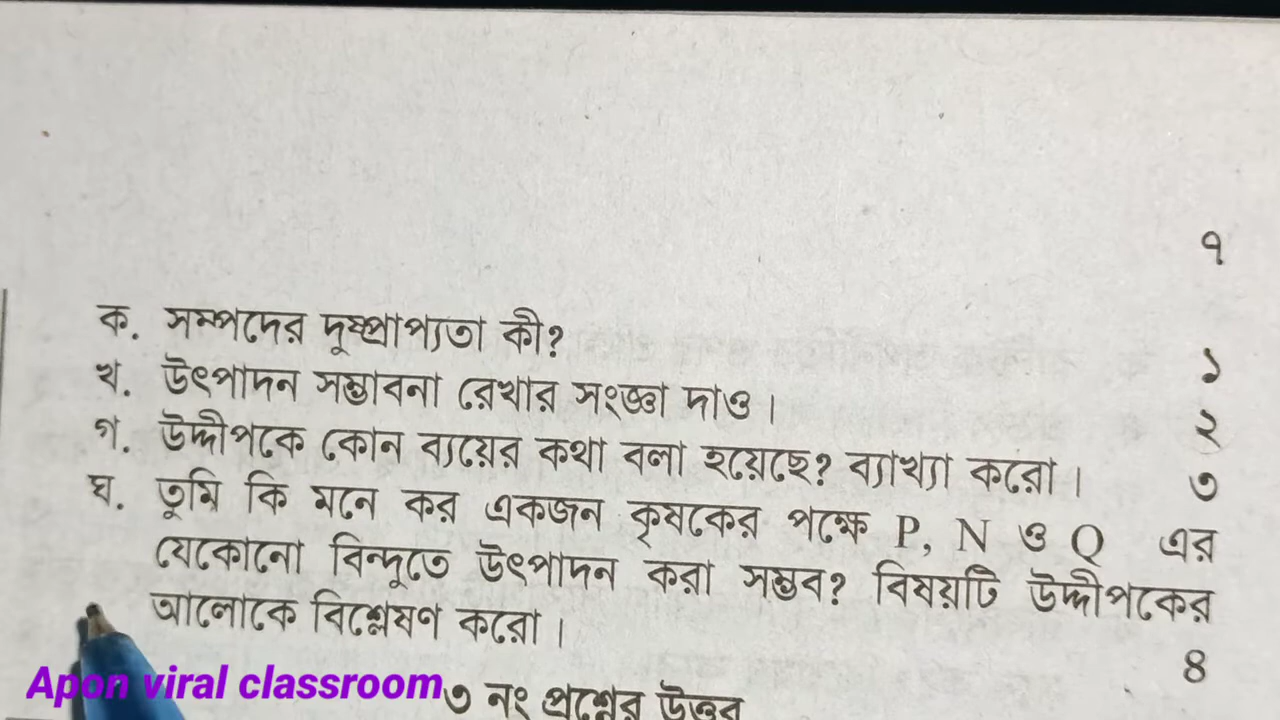 ৭
ক. সম্পদের দুষ্প্রাপ্যতা কী? ১
খ. উৎপাদন সম্ভাবনা রেখার সংজ্ঞা দাও। ২
গ. উদ্দীপকে কোন ব্যয়ের কথা বলা হয়েছে? ব্যাখ্যা করো। ৩
ঘ. তুমি কি মনে কর একজন কৃষকের পক্ষে P, N ও Q এর
যেকোনো বিন্দুতে উৎপাদন করা সম্ভব? বিষয়টি উদ্দীপকের
আলোকে বিশ্লেষণ করো। ৪
Apon viral classroom
৩ নং প্রশ্নের উত্তর